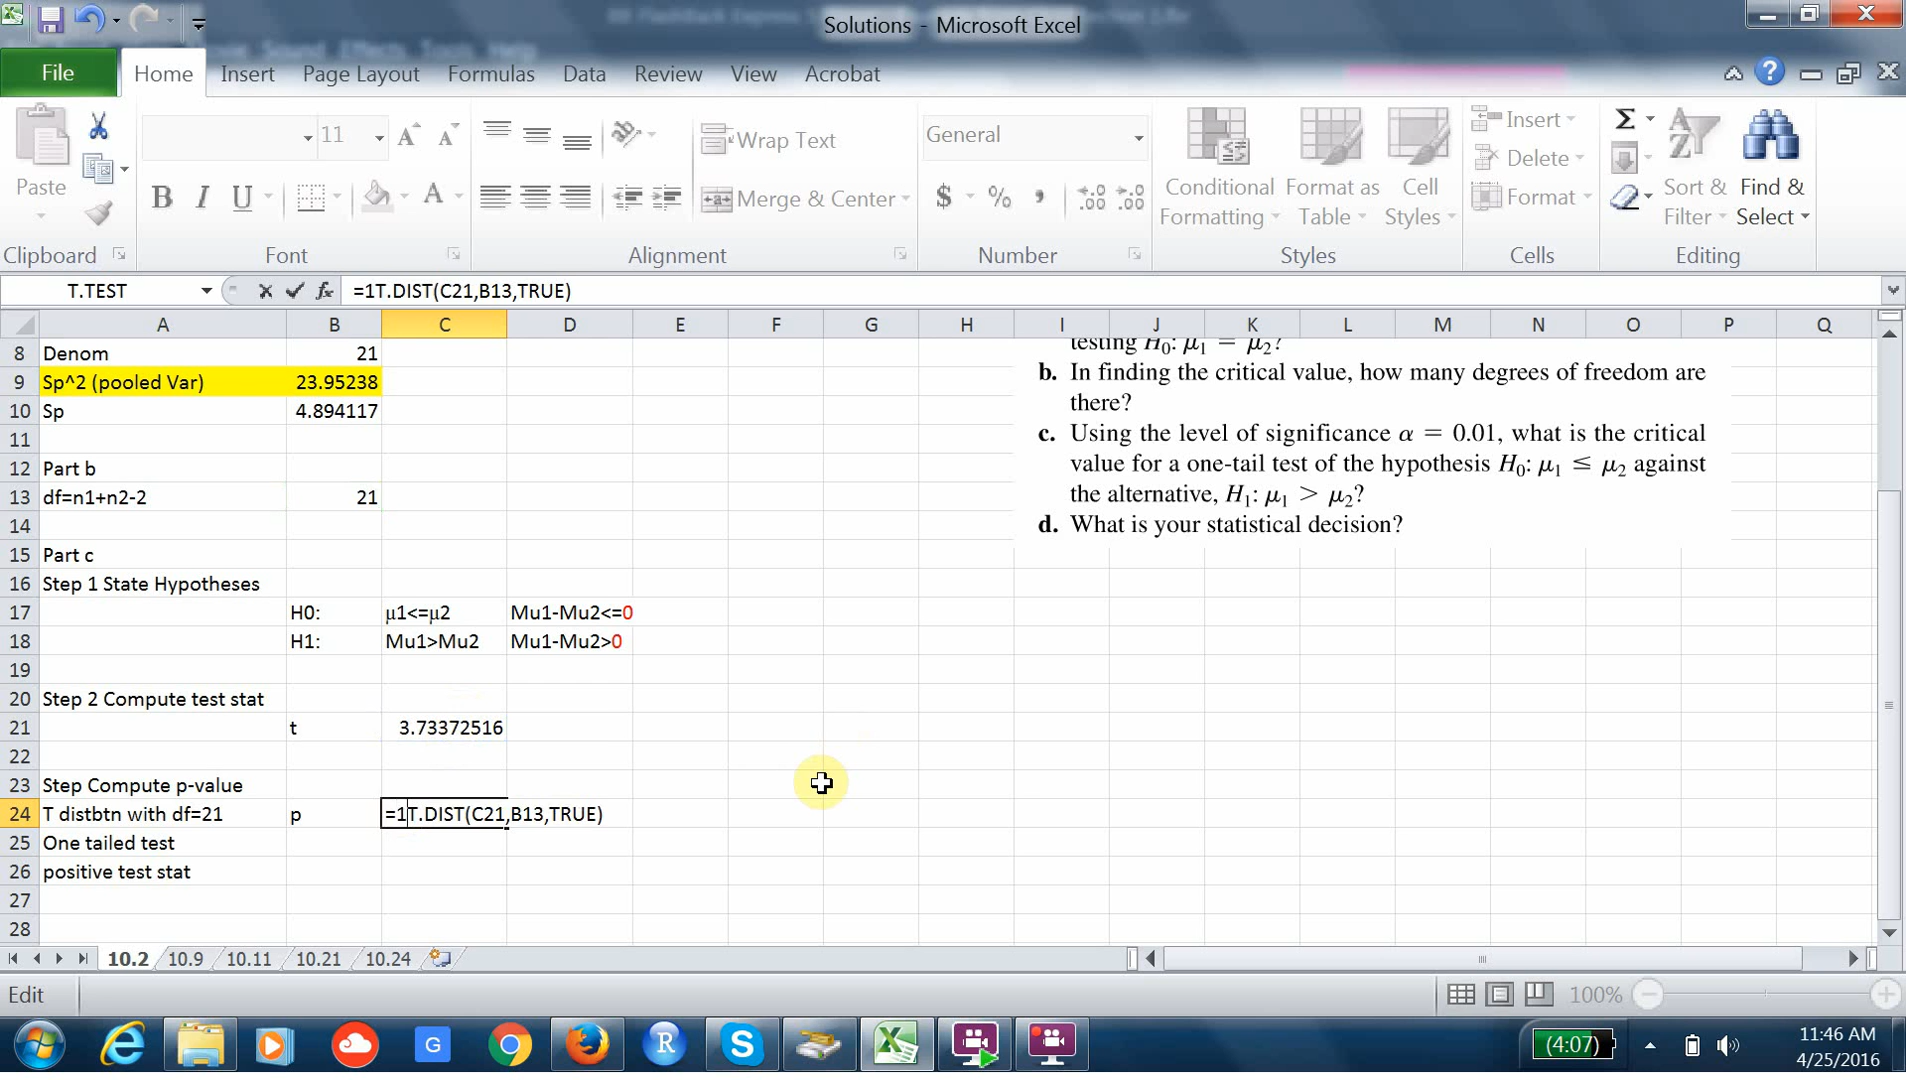 Solutions - Microsoft Excel
File Home Insert Page Layout Formulas Data Review View Acrobat
Paste
11
Wrap Text
Merge & Center
General
$ % ,
Conditional Formatting
Format as Table
Cell Styles
Insert
Delete
Format
Sort & Filter
Find & Select
B I U
Clipboard Font Alignment Number Styles Cells Editing
T.TEST fx =1T.DIST(C21,B13,TRUE)
A B C D E F G H I J K L M N O P Q
8 Denom 21
9 Sp^2 (pooled Var) 23.95238
10 Sp 4.894117
11
12 Part b
13 df=n1+n2-2 21
14
15 Part c
16 Step 1 State Hypotheses
17 H0: μ1<=μ2 Mu1-Mu2<=0
18 H1: Mu1>Mu2 Mu1-Mu2>0
19
20 Step 2 Compute test stat
21 t 3.73372516
22
23 Step Compute p-value
24 T distbtn with df=21 p =1T.DIST(C21,B13,TRUE)
25 One tailed test
26 positive test stat
27
28
testing H₀: μ₁ = μ₂?
b. In finding the critical value, how many degrees of freedom are
there?
c. Using the level of significance α = 0.01, what is the critical
value for a one-tail test of the hypothesis H₀: μ₁ ≤ μ₂ against
the alternative, H₁: μ₁ > μ₂?
d. What is your statistical decision?
10.2 10.9 10.11 10.21 10.24
Edit 100%
(4:07)
11:46 AM
4/25/2016